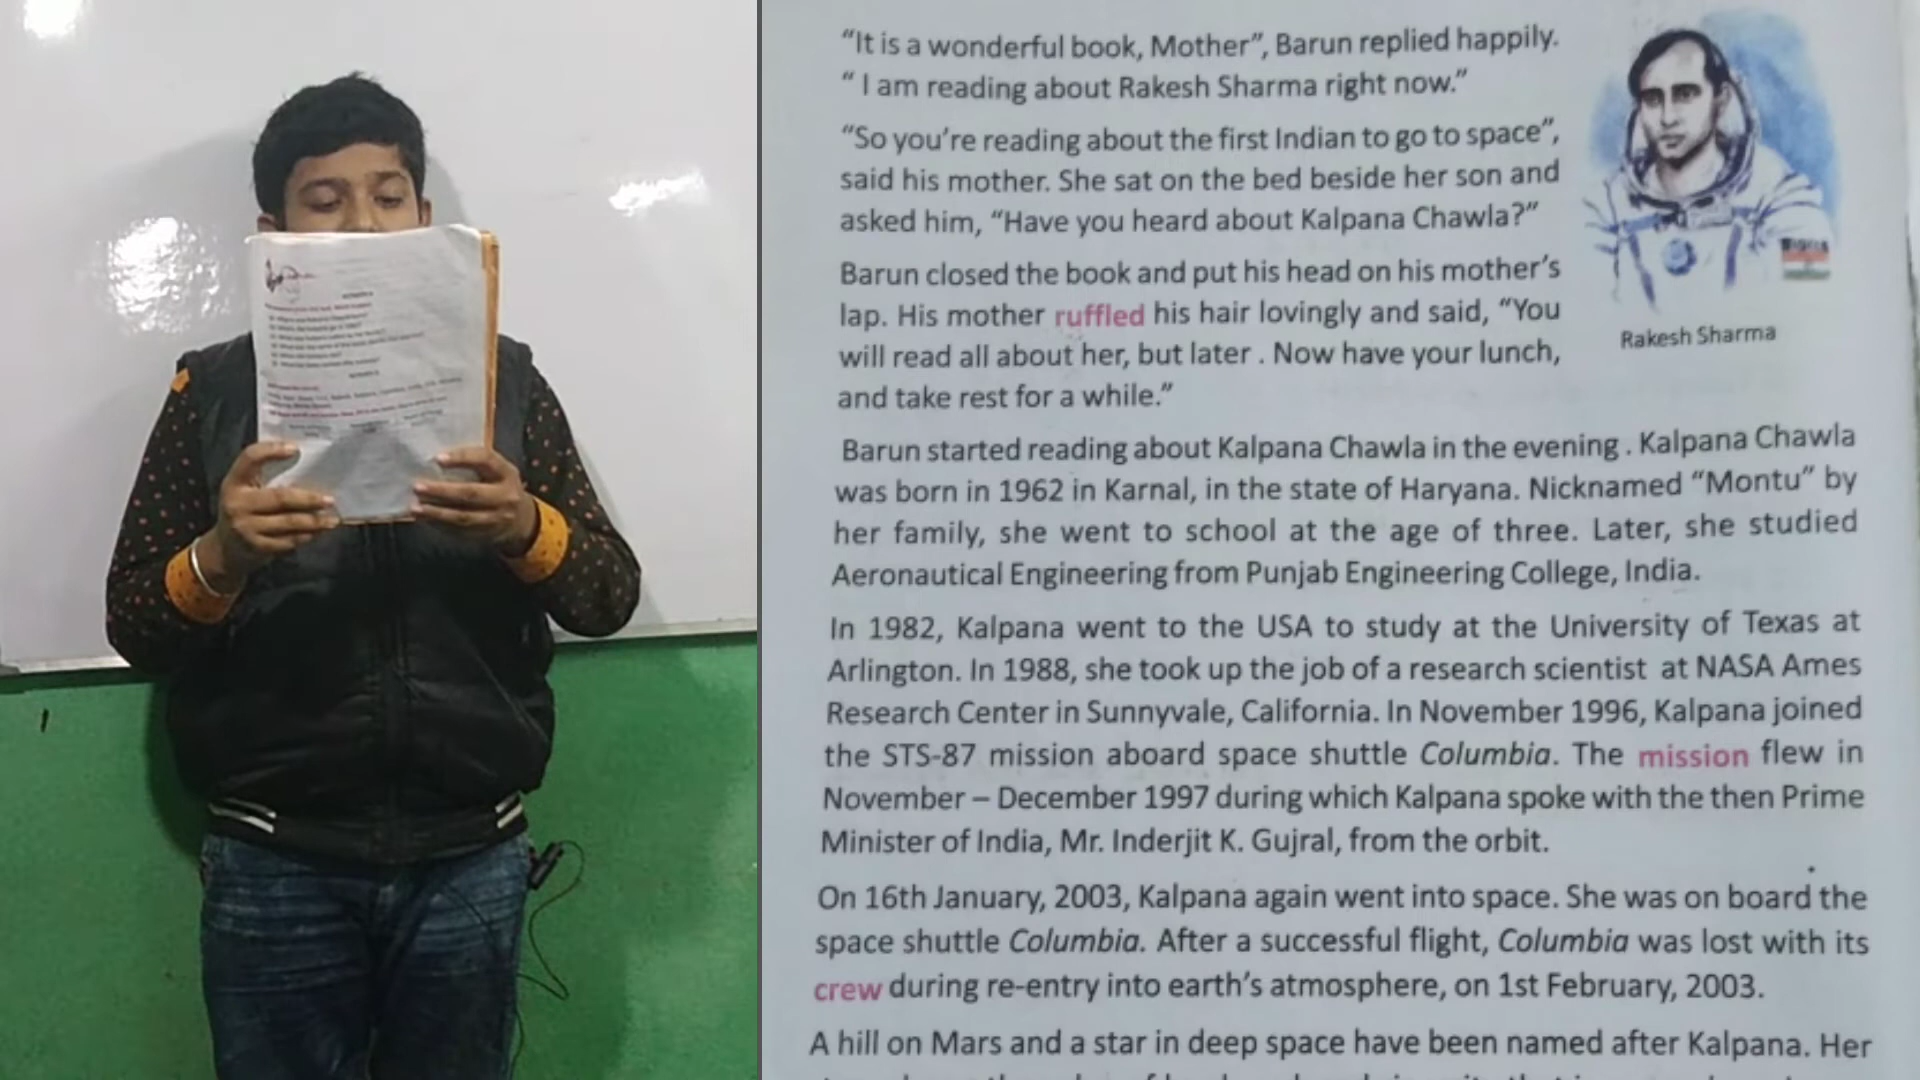 “It is a wonderful book, Mother”, Barun replied happily.
“ I am reading about Rakesh Sharma right now.”
“So you’re reading about the first Indian to go to space”,
said his mother. She sat on the bed beside her son and
asked him, “Have you heard about Kalpana Chawla?”
Barun closed the book and put his head on his mother’s
lap. His mother ruffled his hair lovingly and said, “You
will read all about her, but later . Now have your lunch,
and take rest for a while.”
Rakesh Sharma
Barun started reading about Kalpana Chawla in the evening . Kalpana Chawla
was born in 1962 in Karnal, in the state of Haryana. Nicknamed “Montu” by
her family, she went to school at the age of three. Later, she studied
Aeronautical Engineering from Punjab Engineering College, India.
In 1982, Kalpana went to the USA to study at the University of Texas at
Arlington. In 1988, she took up the job of a research scientist at NASA Ames
Research Center in Sunnyvale, California. In November 1996, Kalpana joined
the STS-87 mission aboard space shuttle Columbia. The mission flew in
November – December 1997 during which Kalpana spoke with the then Prime
Minister of India, Mr. Inderjit K. Gujral, from the orbit.
On 16th January, 2003, Kalpana again went into space. She was on board the
space shuttle Columbia. After a successful flight, Columbia was lost with its
crew during re-entry into earth’s atmosphere, on 1st February, 2003.
A hill on Mars and a star in deep space have been named after Kalpana. Her